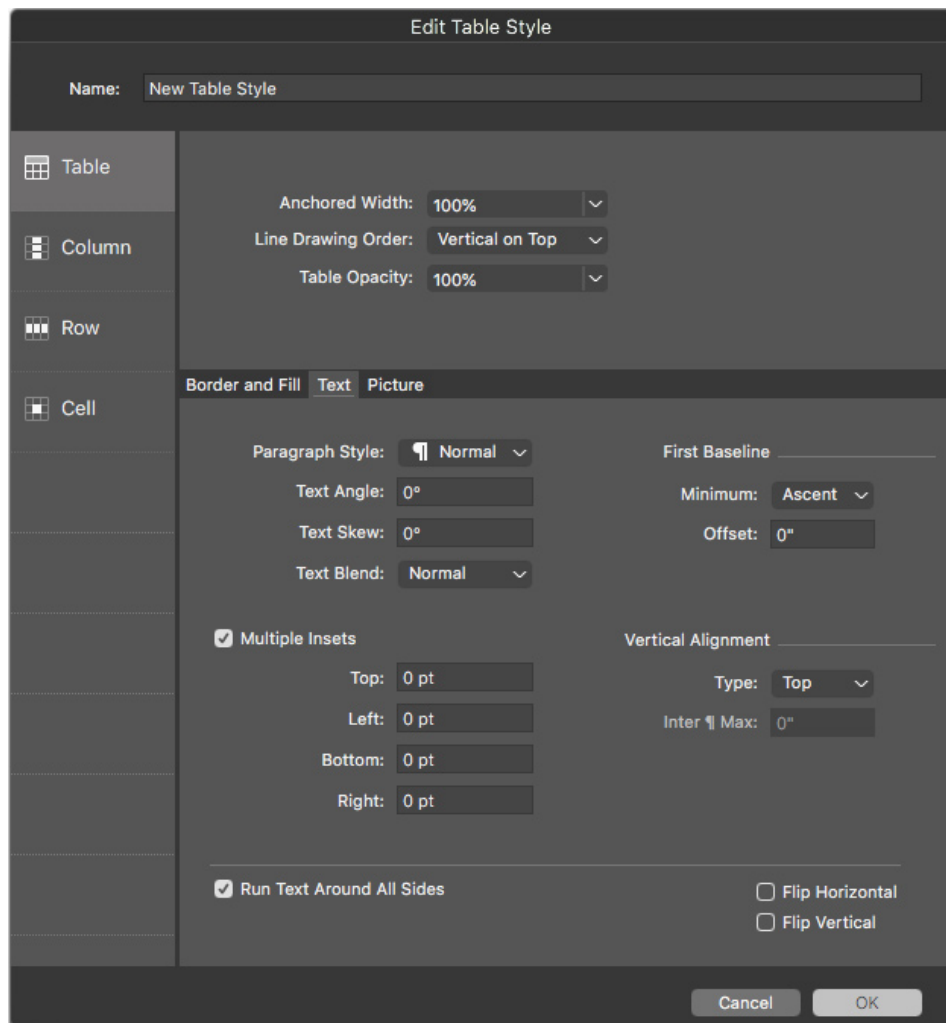 Edit Table Style
Name: New Table Style
Table
Column
Row
Cell
Anchored Width: 100%
Line Drawing Order: Vertical on Top
Table Opacity: 100%
Border and Fill Text Picture
Paragraph Style: ¶ Normal
Text Angle: 0°
Text Skew: 0°
Text Blend: Normal
First Baseline
Minimum: Ascent
Offset: 0"
Multiple Insets
Top: 0 pt
Left: 0 pt
Bottom: 0 pt
Right: 0 pt
Vertical Alignment
Type: Top
Inter ¶ Max: 0"
Run Text Around All Sides
Flip Horizontal
Flip Vertical
Cancel OK